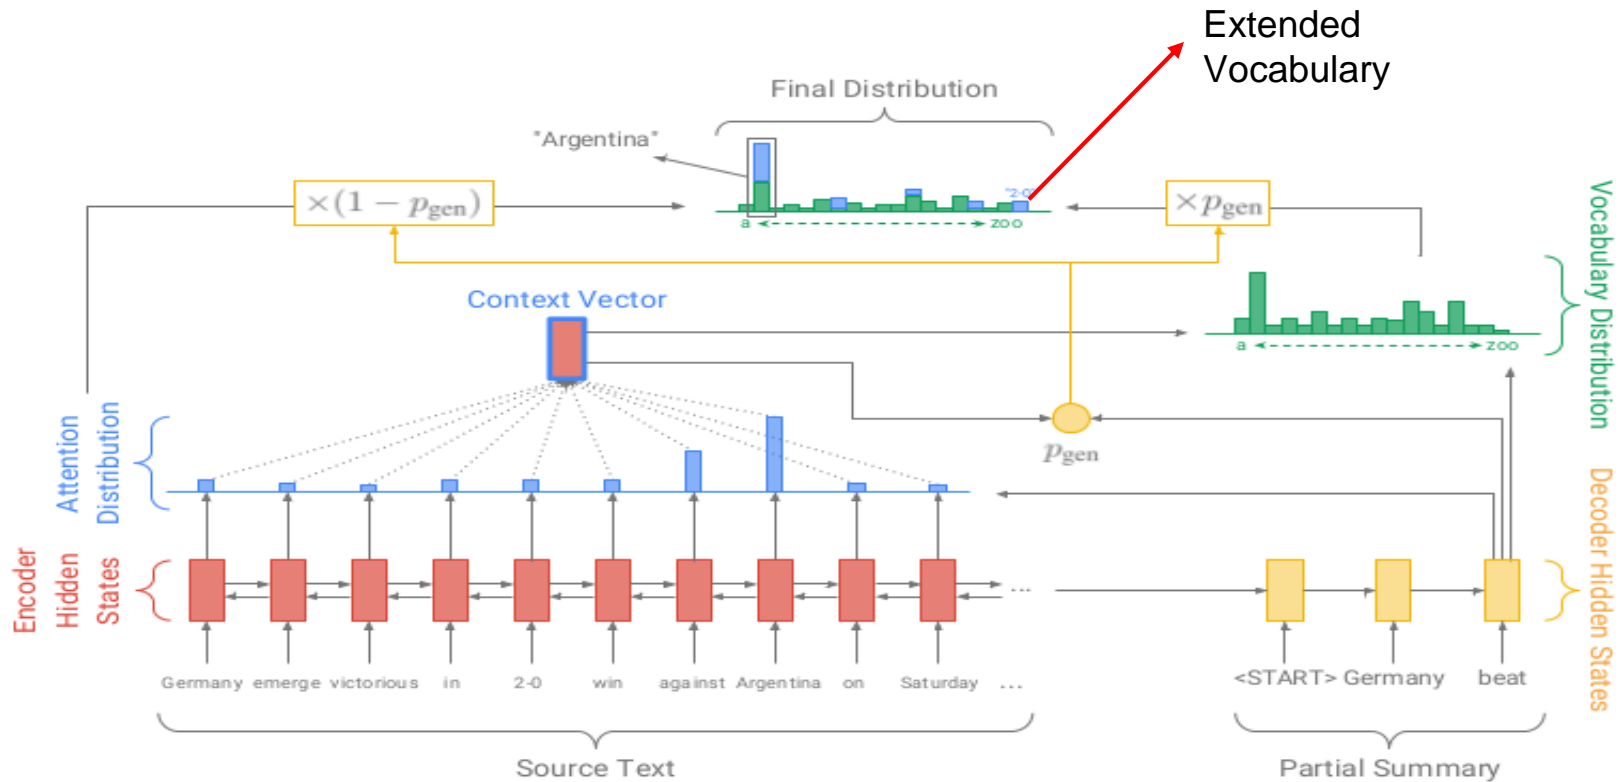 Extended
Vocabulary
Final Distribution
"Argentina"
×(1 − pgen)
"2-0"
×pgen
a
zoo
Context Vector
Vocabulary Distribution
a
zoo
Attention
Distribution
pgen
Encoder
Hidden
States
...
Decoder Hidden States
Germany emerge victorious in 2-0 win against Argentina on Saturday ...
<START> Germany beat
Source Text
Partial Summary